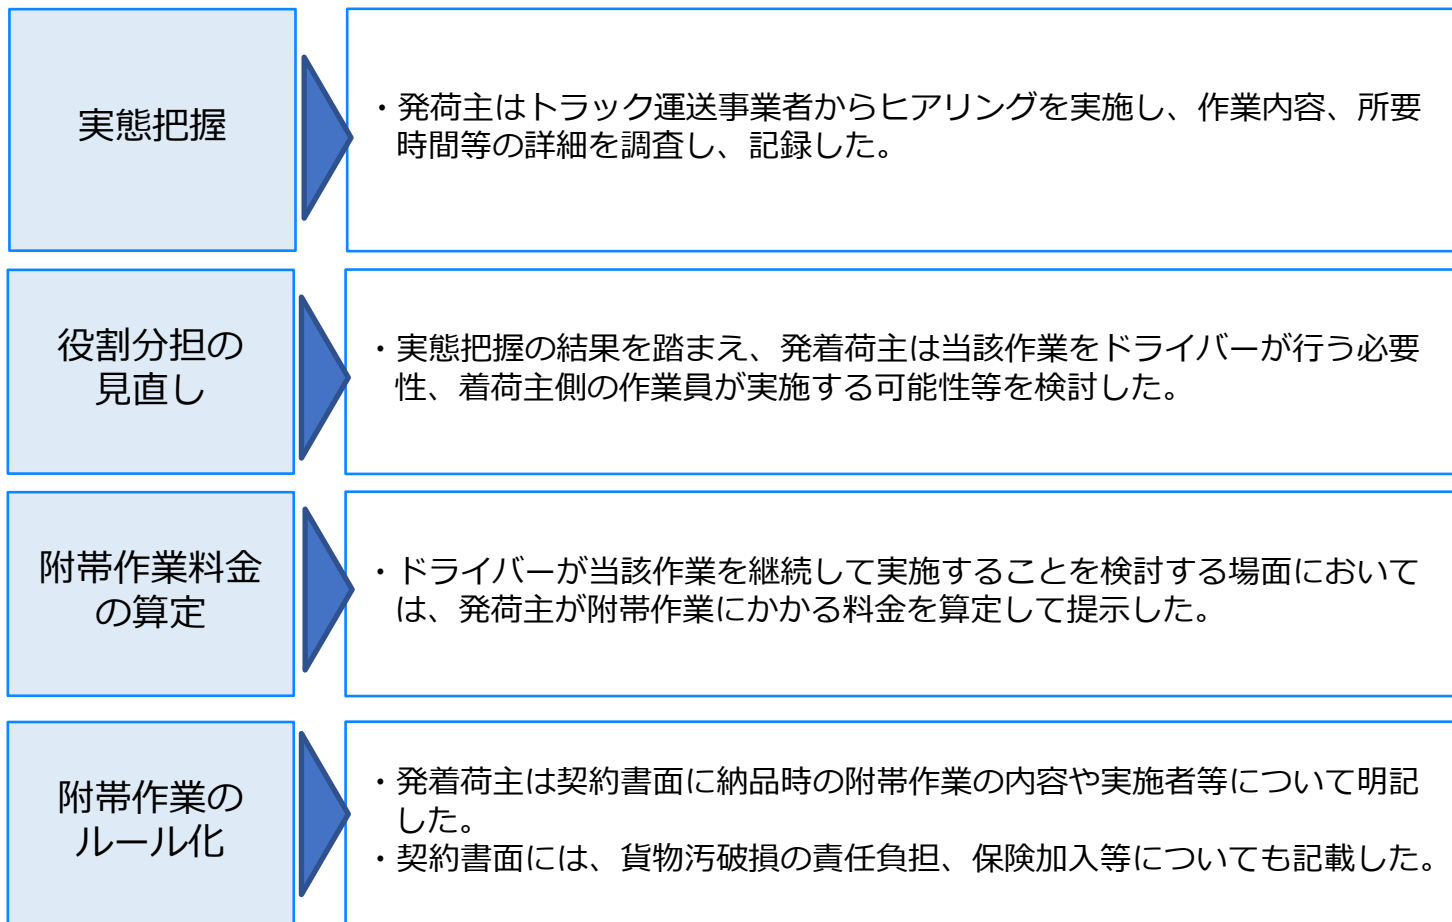 実態把握
・発荷主はトラック運送事業者からヒアリングを実施し、作業内容、所要
時間等の詳細を調査し、記録した。
役割分担の
見直し
・実態把握の結果を踏まえ、発着荷主は当該作業をドライバーが行う必要
性、着荷主側の作業員が実施する可能性等を検討した。
附帯作業料金
の算定
・ドライバーが当該作業を継続して実施することを検討する場面において
は、発荷主が附帯作業にかかる料金を算定して提示した。
附帯作業の
ルール化
・発着荷主は契約書面に納品時の附帯作業の内容や実施者等について明記
した。
・契約書面には、貨物汚破損の責任負担、保険加入等についても記載した。